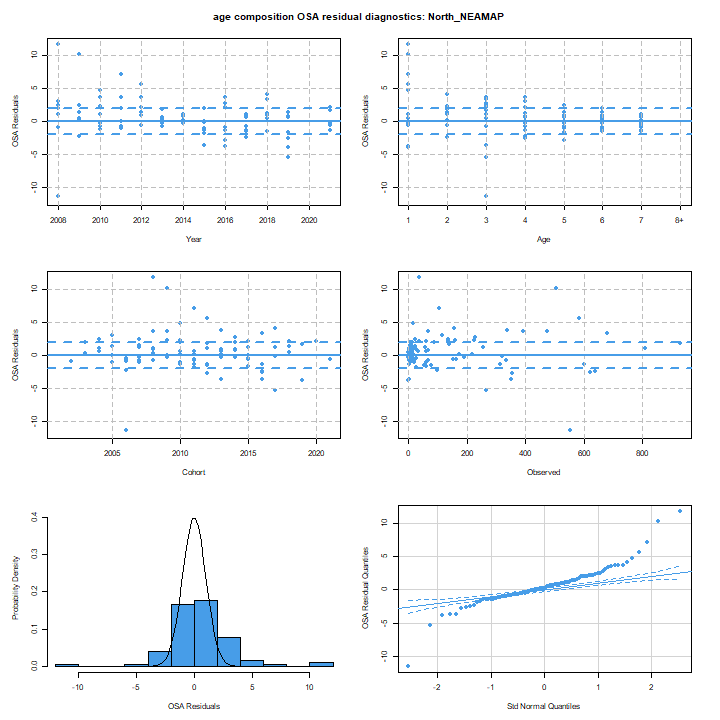 age composition OSA residual diagnostics: North_NEAMAP
OSA Residuals
10
5
0
-5
-10
2008 2010 2012 2014 2016 2018 2020
Year
OSA Residuals
10
5
0
-5
-10
1 2 3 4 5 6 7 8+
Age
OSA Residuals
10
5
0
-5
-10
2005 2010 2015 2020
Cohort
OSA Residuals
10
5
0
-5
-10
0 200 400 600 800
Observed
Probability Density
0.4
0.3
0.2
0.1
0.0
-10 -5 0 5 10
OSA Residuals
OSA Residual Quantiles
10
5
0
-5
-10
-2 -1 0 1 2
Std Normal Quantiles